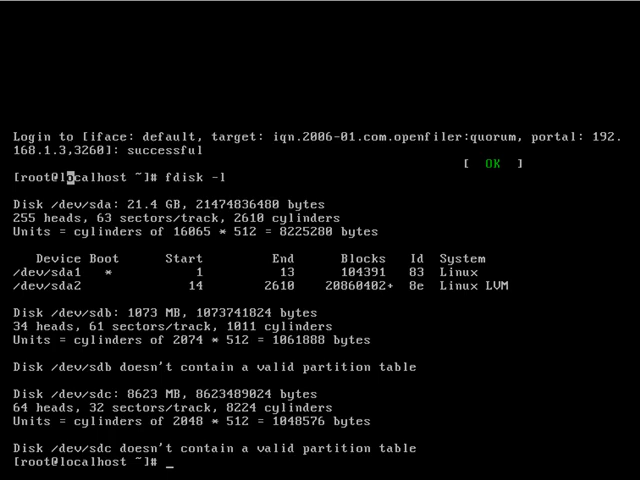 Login to [iface: default, target: iqn.2006-01.com.openfiler:quorum, portal: 192.
168.1.3,3260]: successful
[  OK  ]
[root@localhost ~]# fdisk -l
Disk /dev/sda: 21.4 GB, 21474836480 bytes
255 heads, 63 sectors/track, 2610 cylinders
Units = cylinders of 16065 * 512 = 8225280 bytes
Device Boot      Start         End      Blocks   Id  System
/dev/sda1   *           1          13      104391   83  Linux
/dev/sda2              14        2610    20860402+  8e  Linux LVM
Disk /dev/sdb: 1073 MB, 1073741824 bytes
34 heads, 61 sectors/track, 1011 cylinders
Units = cylinders of 2074 * 512 = 1061888 bytes
Disk /dev/sdb doesn't contain a valid partition table
Disk /dev/sdc: 8623 MB, 8623489024 bytes
64 heads, 32 sectors/track, 8224 cylinders
Units = cylinders of 2048 * 512 = 1048576 bytes
Disk /dev/sdc doesn't contain a valid partition table
[root@localhost ~]# _